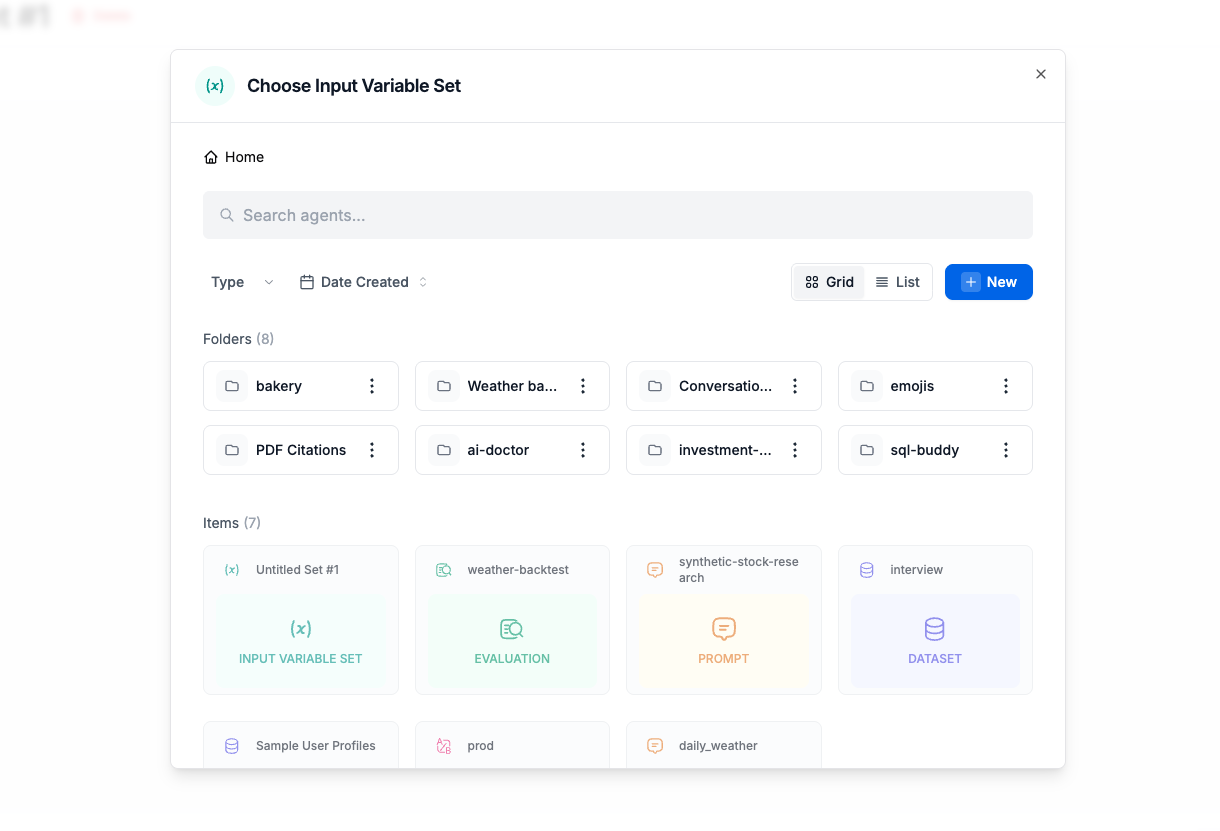 t #1
(x) Choose Input Variable Set
Home
Search agents...
Type Date Created Grid List New
Folders (8)
bakery Weather ba... Conversatio... emojis
PDF Citations ai-doctor investment-... sql-buddy
Items (7)
(x) Untitled Set #1
(x)
INPUT VARIABLE SET
weather-backtest
EVALUATION
synthetic-stock-rese
arch
PROMPT
interview
DATASET
Sample User Profiles
A B prod
daily_weather